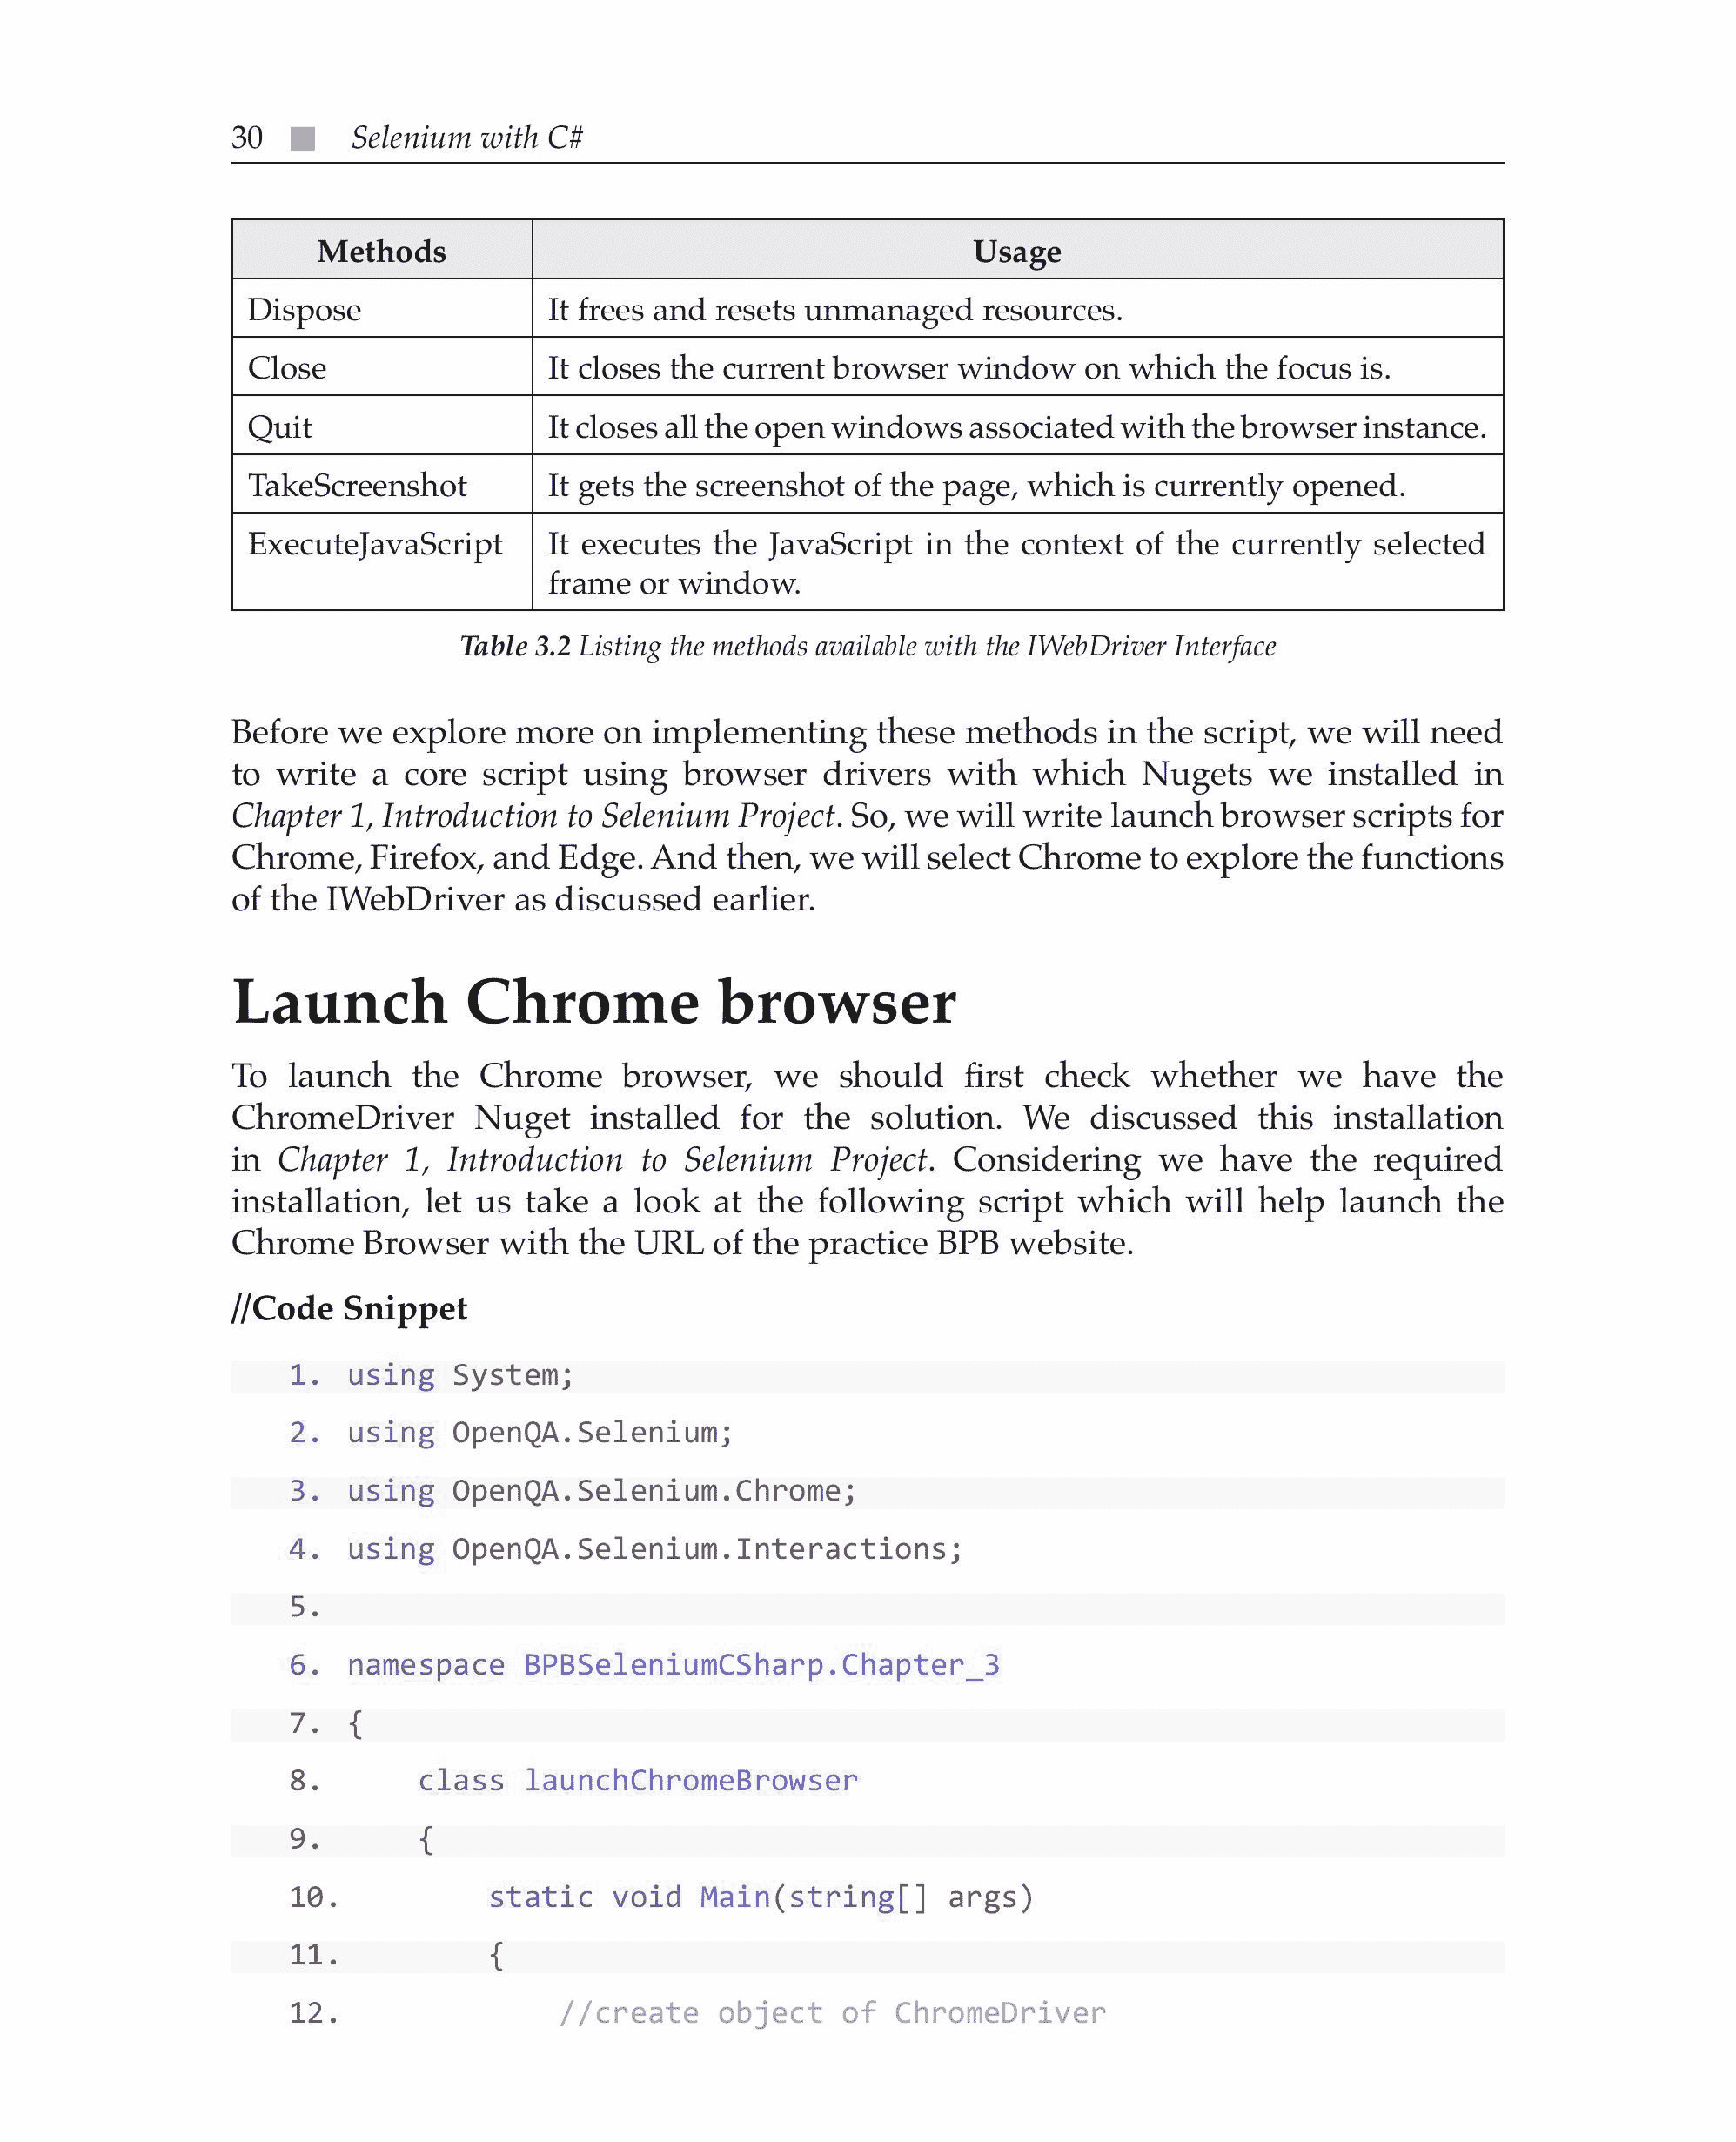 30 Selenium with C#
Methods Usage
Dispose It frees and resets unmanaged resources.
Close It closes the current browser window on which the focus is.
Quit It closes all the open windows associated with the browser instance.
TakeScreenshot It gets the screenshot of the page, which is currently opened.
ExecuteJavaScript It executes the JavaScript in the context of the currently selected
frame or window.
Table 3.2 Listing the methods available with the IWebDriver Interface
Before we explore more on implementing these methods in the script, we will need
to write a core script using browser drivers with which Nugets we installed in
Chapter 1, Introduction to Selenium Project. So, we will write launch browser scripts for
Chrome, Firefox, and Edge. And then, we will select Chrome to explore the functions
of the IWebDriver as discussed earlier.
Launch Chrome browser
To launch the Chrome browser, we should first check whether we have the
ChromeDriver Nuget installed for the solution. We discussed this installation
in Chapter 1, Introduction to Selenium Project. Considering we have the required
installation, let us take a look at the following script which will help launch the
Chrome Browser with the URL of the practice BPB website.
//Code Snippet
1. using System;
2. using OpenQA.Selenium;
3. using OpenQA.Selenium.Chrome;
4. using OpenQA.Selenium.Interactions;
5.
6. namespace BPBSeleniumCSharp.Chapter_3
7. {
8. class launchChromeBrowser
9. {
10. static void Main(string[] args)
11. {
12. //create object of ChromeDriver